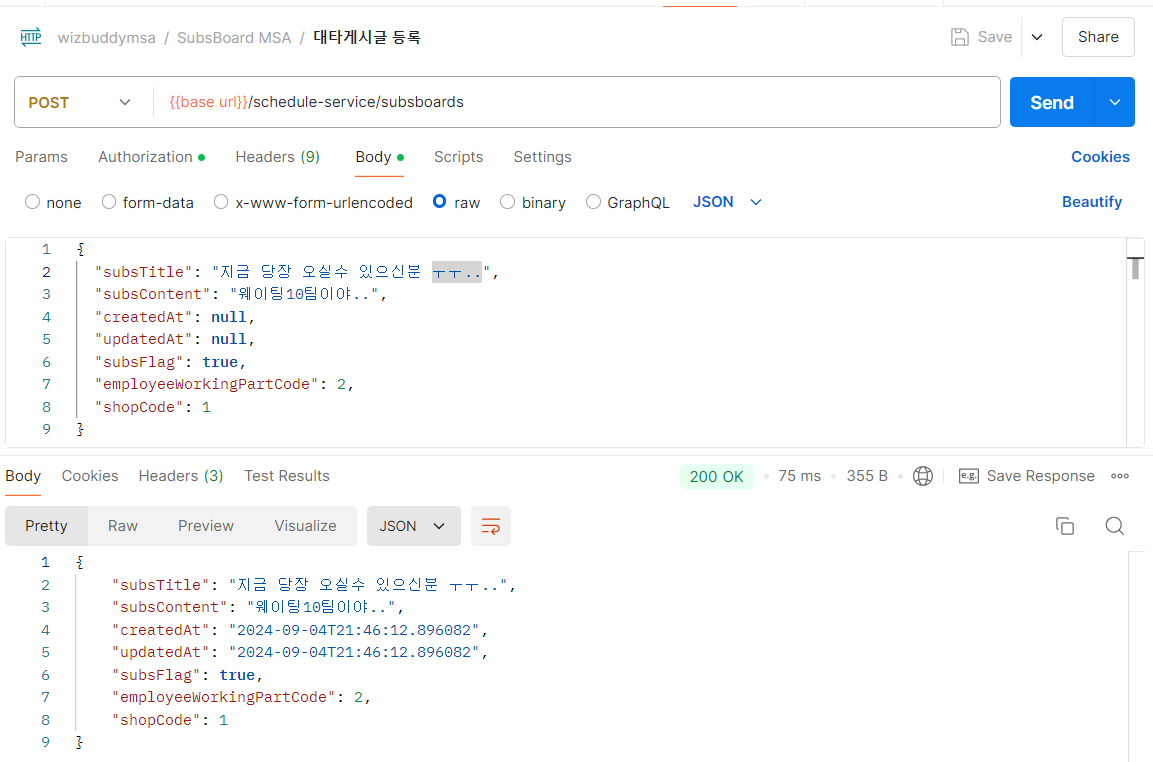 HTTP wizbuddymsa / SubsBoard MSA / 대타게시글 등록 Save Share
POST {{base url}}/schedule-service/subsboards Send
Params Authorization Headers (9) Body Scripts Settings Cookies
none form-data x-www-form-urlencoded raw binary GraphQL JSON Beautify
1 {
2 "subsTitle": "지금 당장 오실수 있으신분 ㅜㅜ..",
3 "subsContent": "웨이팅10팀이야..",
4 "createdAt": null,
5 "updatedAt": null,
6 "subsFlag": true,
7 "employeeWorkingPartCode": 2,
8 "shopCode": 1
9 }
Body Cookies Headers (3) Test Results 200 OK 75 ms 355 B e.g. Save Response
Pretty Raw Preview Visualize JSON
1 {
2 "subsTitle": "지금 당장 오실수 있으신분 ㅜㅜ..",
3 "subsContent": "웨이팅10팀이야..",
4 "createdAt": "2024-09-04T21:46:12.896082",
5 "updatedAt": "2024-09-04T21:46:12.896082",
6 "subsFlag": true,
7 "employeeWorkingPartCode": 2,
8 "shopCode": 1
9 }